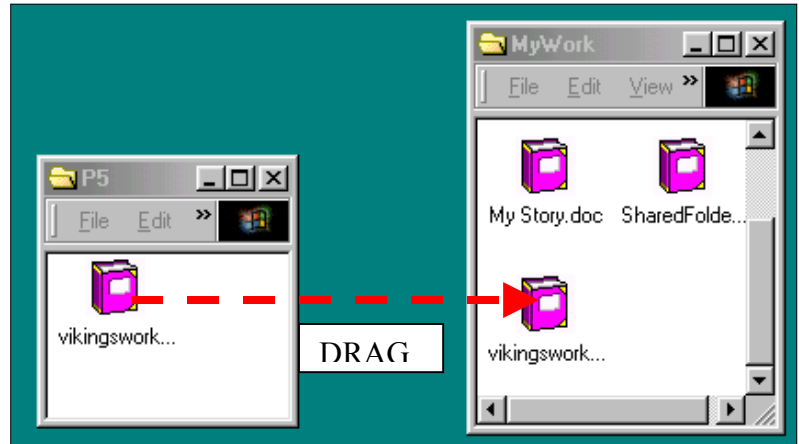 P5
File Edit »
vikingswork...
DRAG
MyWork
File Edit View »
My Story.doc SharedFolde...
vikingswork...